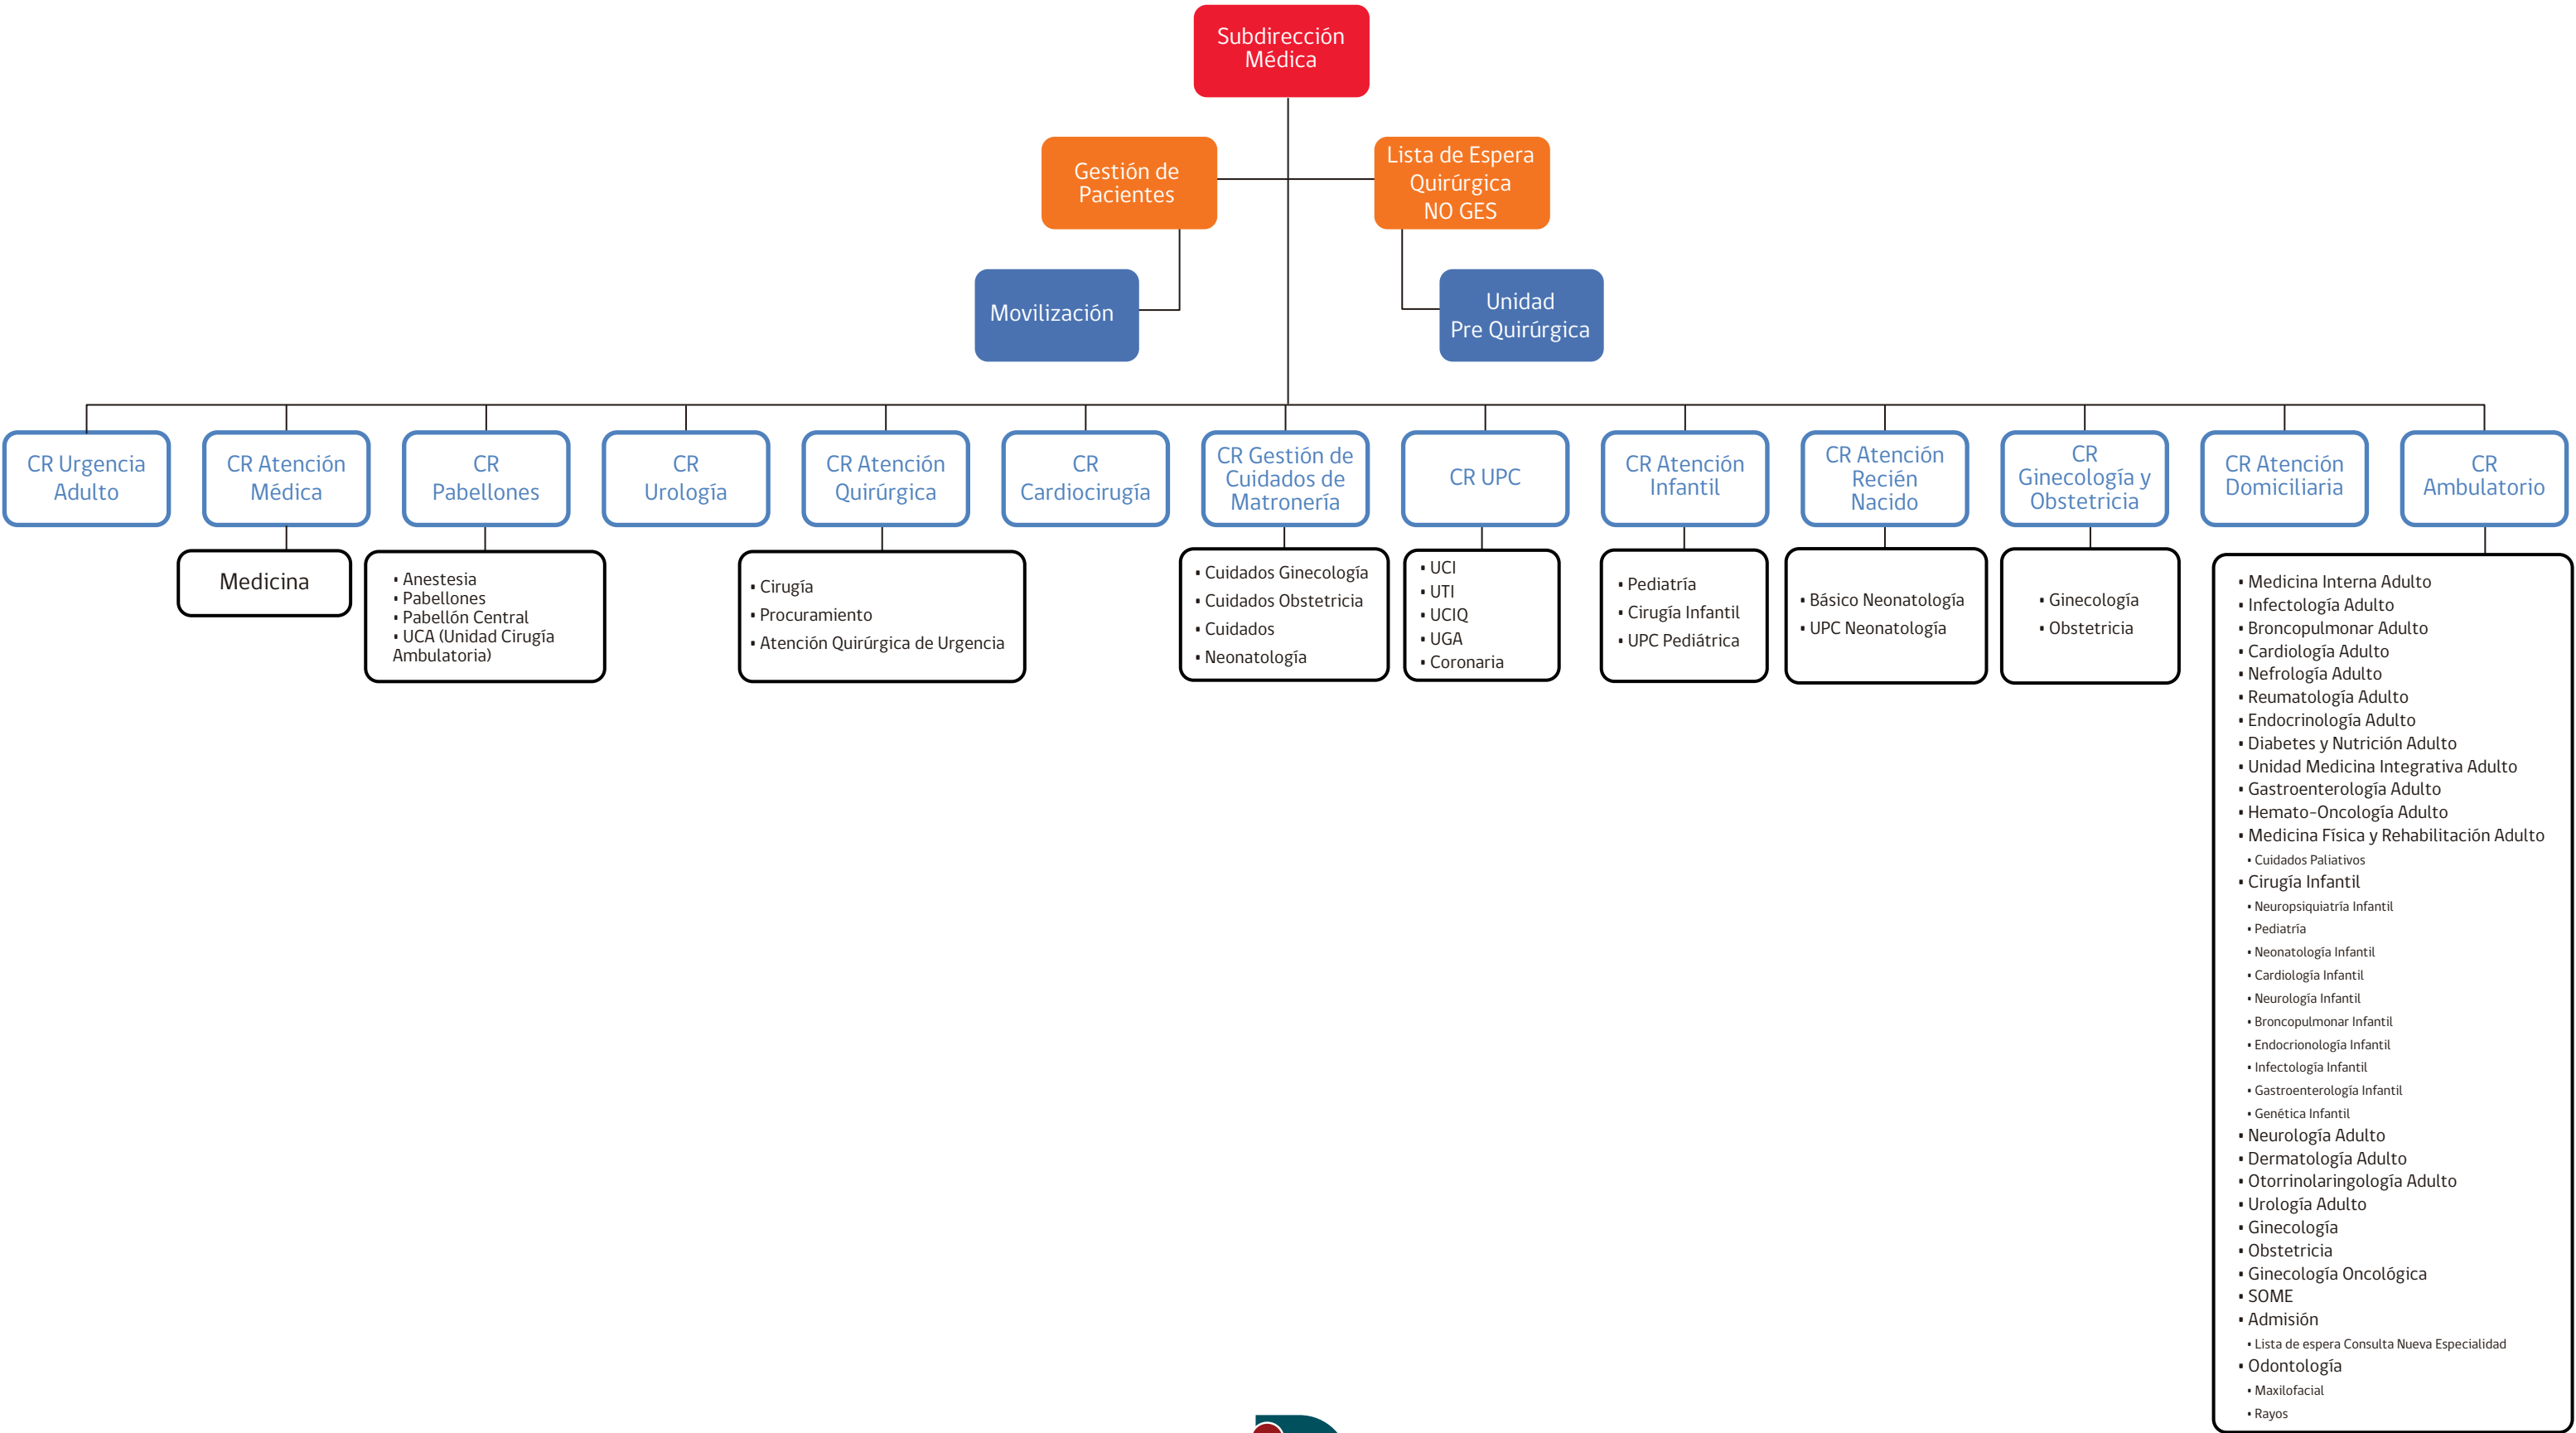 Subdirección
Médica
Gestión de
Pacientes
Lista de Espera
Quirúrgica
NO GES
Movilización
Unidad
Pre Quirúrgica
CR Urgencia
Adulto
CR Atención
Médica
CR
Pabellones
CR
Urología
CR Atención
Quirúrgica
CR
Cardiocirugía
CR Gestión de
Cuidados de
Matronería
CR UPC
CR Atención
Infantil
CR Atención
Recién
Nacido
CR
Ginecología y
Obstetricia
CR Atención
Domiciliaria
CR
Ambulatorio
Medicina
▪ Anestesia
▪ Pabellones
▪ Pabellón Central
▪ UCA (Unidad Cirugía
Ambulatoria)
▪ Cirugía
▪ Procuramiento
▪ Atención Quirúrgica de Urgencia
▪ Cuidados Ginecología
▪ Cuidados Obstetricia
▪ Cuidados
▪ Neonatología
▪ UCI
▪ UTI
▪ UCIQ
▪ UGA
▪ Coronaria
▪ Pediatría
▪ Cirugía Infantil
▪ UPC Pediátrica
▪ Básico Neonatología
▪ UPC Neonatología
▪ Ginecología
▪ Obstetricia
▪ Medicina Interna Adulto
▪ Infectología Adulto
▪ Broncopulmonar Adulto
▪ Cardiología Adulto
▪ Nefrología Adulto
▪ Reumatología Adulto
▪ Endocrinología Adulto
▪ Diabetes y Nutrición Adulto
▪ Unidad Medicina Integrativa Adulto
▪ Gastroenterología Adulto
▪ Hemato-Oncología Adulto
▪ Medicina Física y Rehabilitación Adulto
▪ Cuidados Paliativos
▪ Cirugía Infantil
▪ Neuropsiquiatría Infantil
▪ Pediatría
▪ Neonatología Infantil
▪ Cardiología Infantil
▪ Neurología Infantil
▪ Broncopulmonar Infantil
▪ Endocrionología Infantil
▪ Infectología Infantil
▪ Gastroenterología Infantil
▪ Genética Infantil
▪ Neurología Adulto
▪ Dermatología Adulto
▪ Otorrinolaringología Adulto
▪ Urología Adulto
▪ Ginecología
▪ Obstetricia
▪ Ginecología Oncológica
▪ SOME
▪ Admisión
▪ Lista de espera Consulta Nueva Especialidad
▪ Odontología
▪ Maxilofacial
▪ Rayos